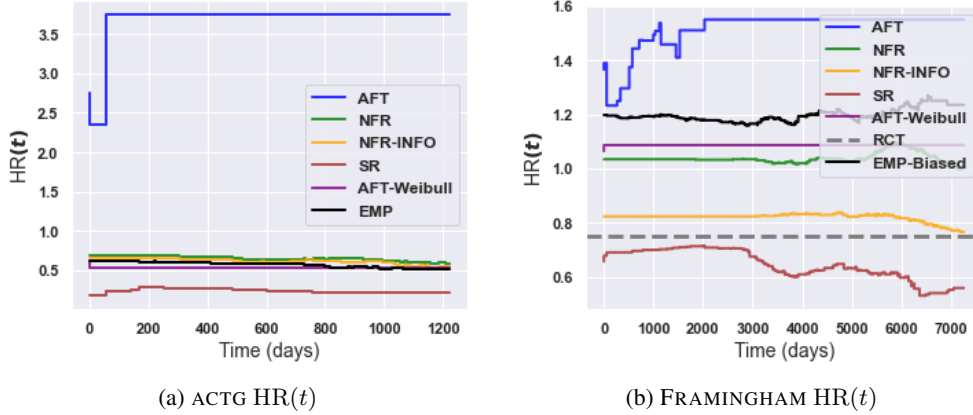 3.5
3.0
2.5
2.0
1.5
1.0
0.5
HR(t)
AFT
NFR
NFR-INFO
SR
AFT-Weibull
EMP
0 200 400 600 800 1000 1200
Time (days)
(a) ACTG HR(t)
1.6
1.4
1.2
1.0
0.8
0.6
HR(t)
AFT
NFR
NFR-INFO
SR
AFT-Weibull
RCT
EMP-Biased
0 1000 2000 3000 4000 5000 6000 7000
Time (days)
(b) FRAMINGHAM HR(t)